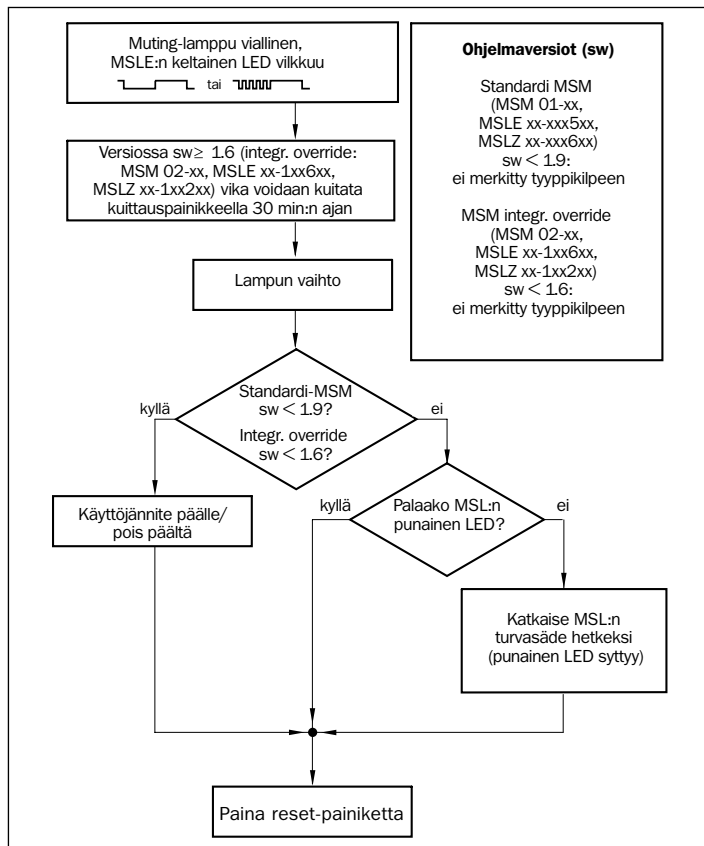 Muting-lamppu viallinen,
MSLE:n keltainen LED vilkkuu
tai
Versiossa sw ≥ 1.6 (integr. override:
MSM 02-xx, MSLE xx-1xx6xx,
MSLZ xx-1xx2xx) vika voidaan kuitata
kuittauspainikkeella 30 min:n ajan
Lampun vaihto
Ohjelmaversiot (sw)
Standardi MSM
(MSM 01-xx,
MSLE xx-xxx5xx,
MSLZ xx-xxx6xx)
sw < 1.9:
ei merkitty tyyppikilpeen
MSM integr. override
(MSM 02-xx,
MSLE xx-1xx6xx,
MSLZ xx-1xx2xx)
sw < 1.6:
ei merkitty tyyppikilpeen
kyllä
Standardi-MSM
sw < 1.9?
Integr. override
sw < 1.6?
ei
Käyttöjännite päälle/
pois päältä
kyllä
Palaako MSL:n
punainen LED?
ei
Katkaise MSL:n
turvasäde hetkeksi
(punainen LED syttyy)
Paina reset-painiketta